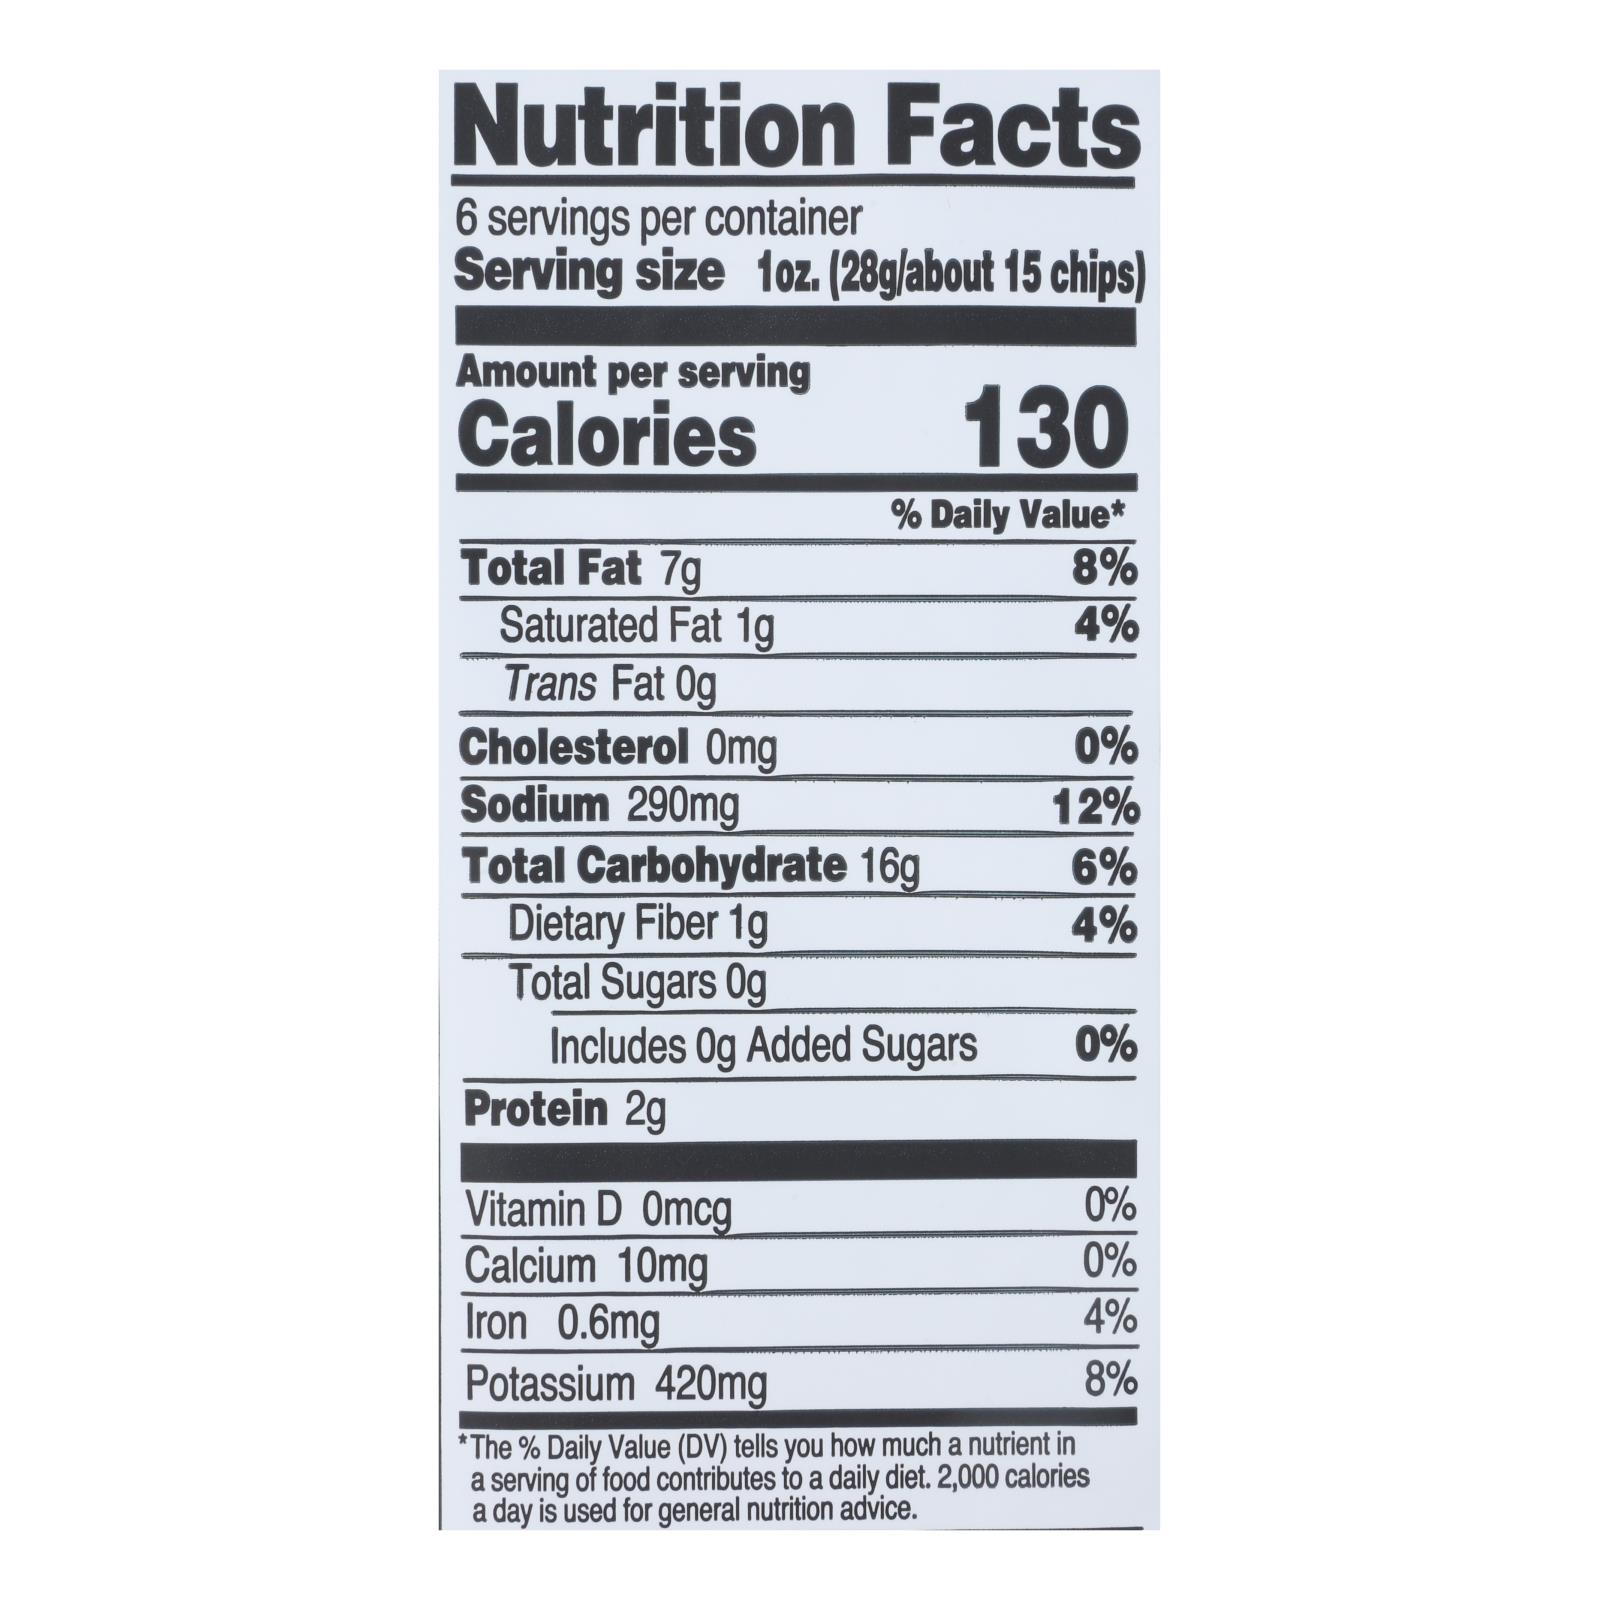 Nutrition Facts
6 servings per container
Serving size 1oz. (28g/about 15 chips)
Amount per serving
Calories 130
% Daily Value*
Total Fat 7g 8%
Saturated Fat 1g 4%
Trans Fat 0g
Cholesterol 0mg 0%
Sodium 290mg 12%
Total Carbohydrate 16g 6%
Dietary Fiber 1g 4%
Total Sugars 0g
Includes 0g Added Sugars 0%
Protein 2g
Vitamin D 0mcg 0%
Calcium 10mg 0%
Iron 0.6mg 4%
Potassium 420mg 8%
*The % Daily Value (DV) tells you how much a nutrient in
a serving of food contributes to a daily diet. 2,000 calories
a day is used for general nutrition advice.